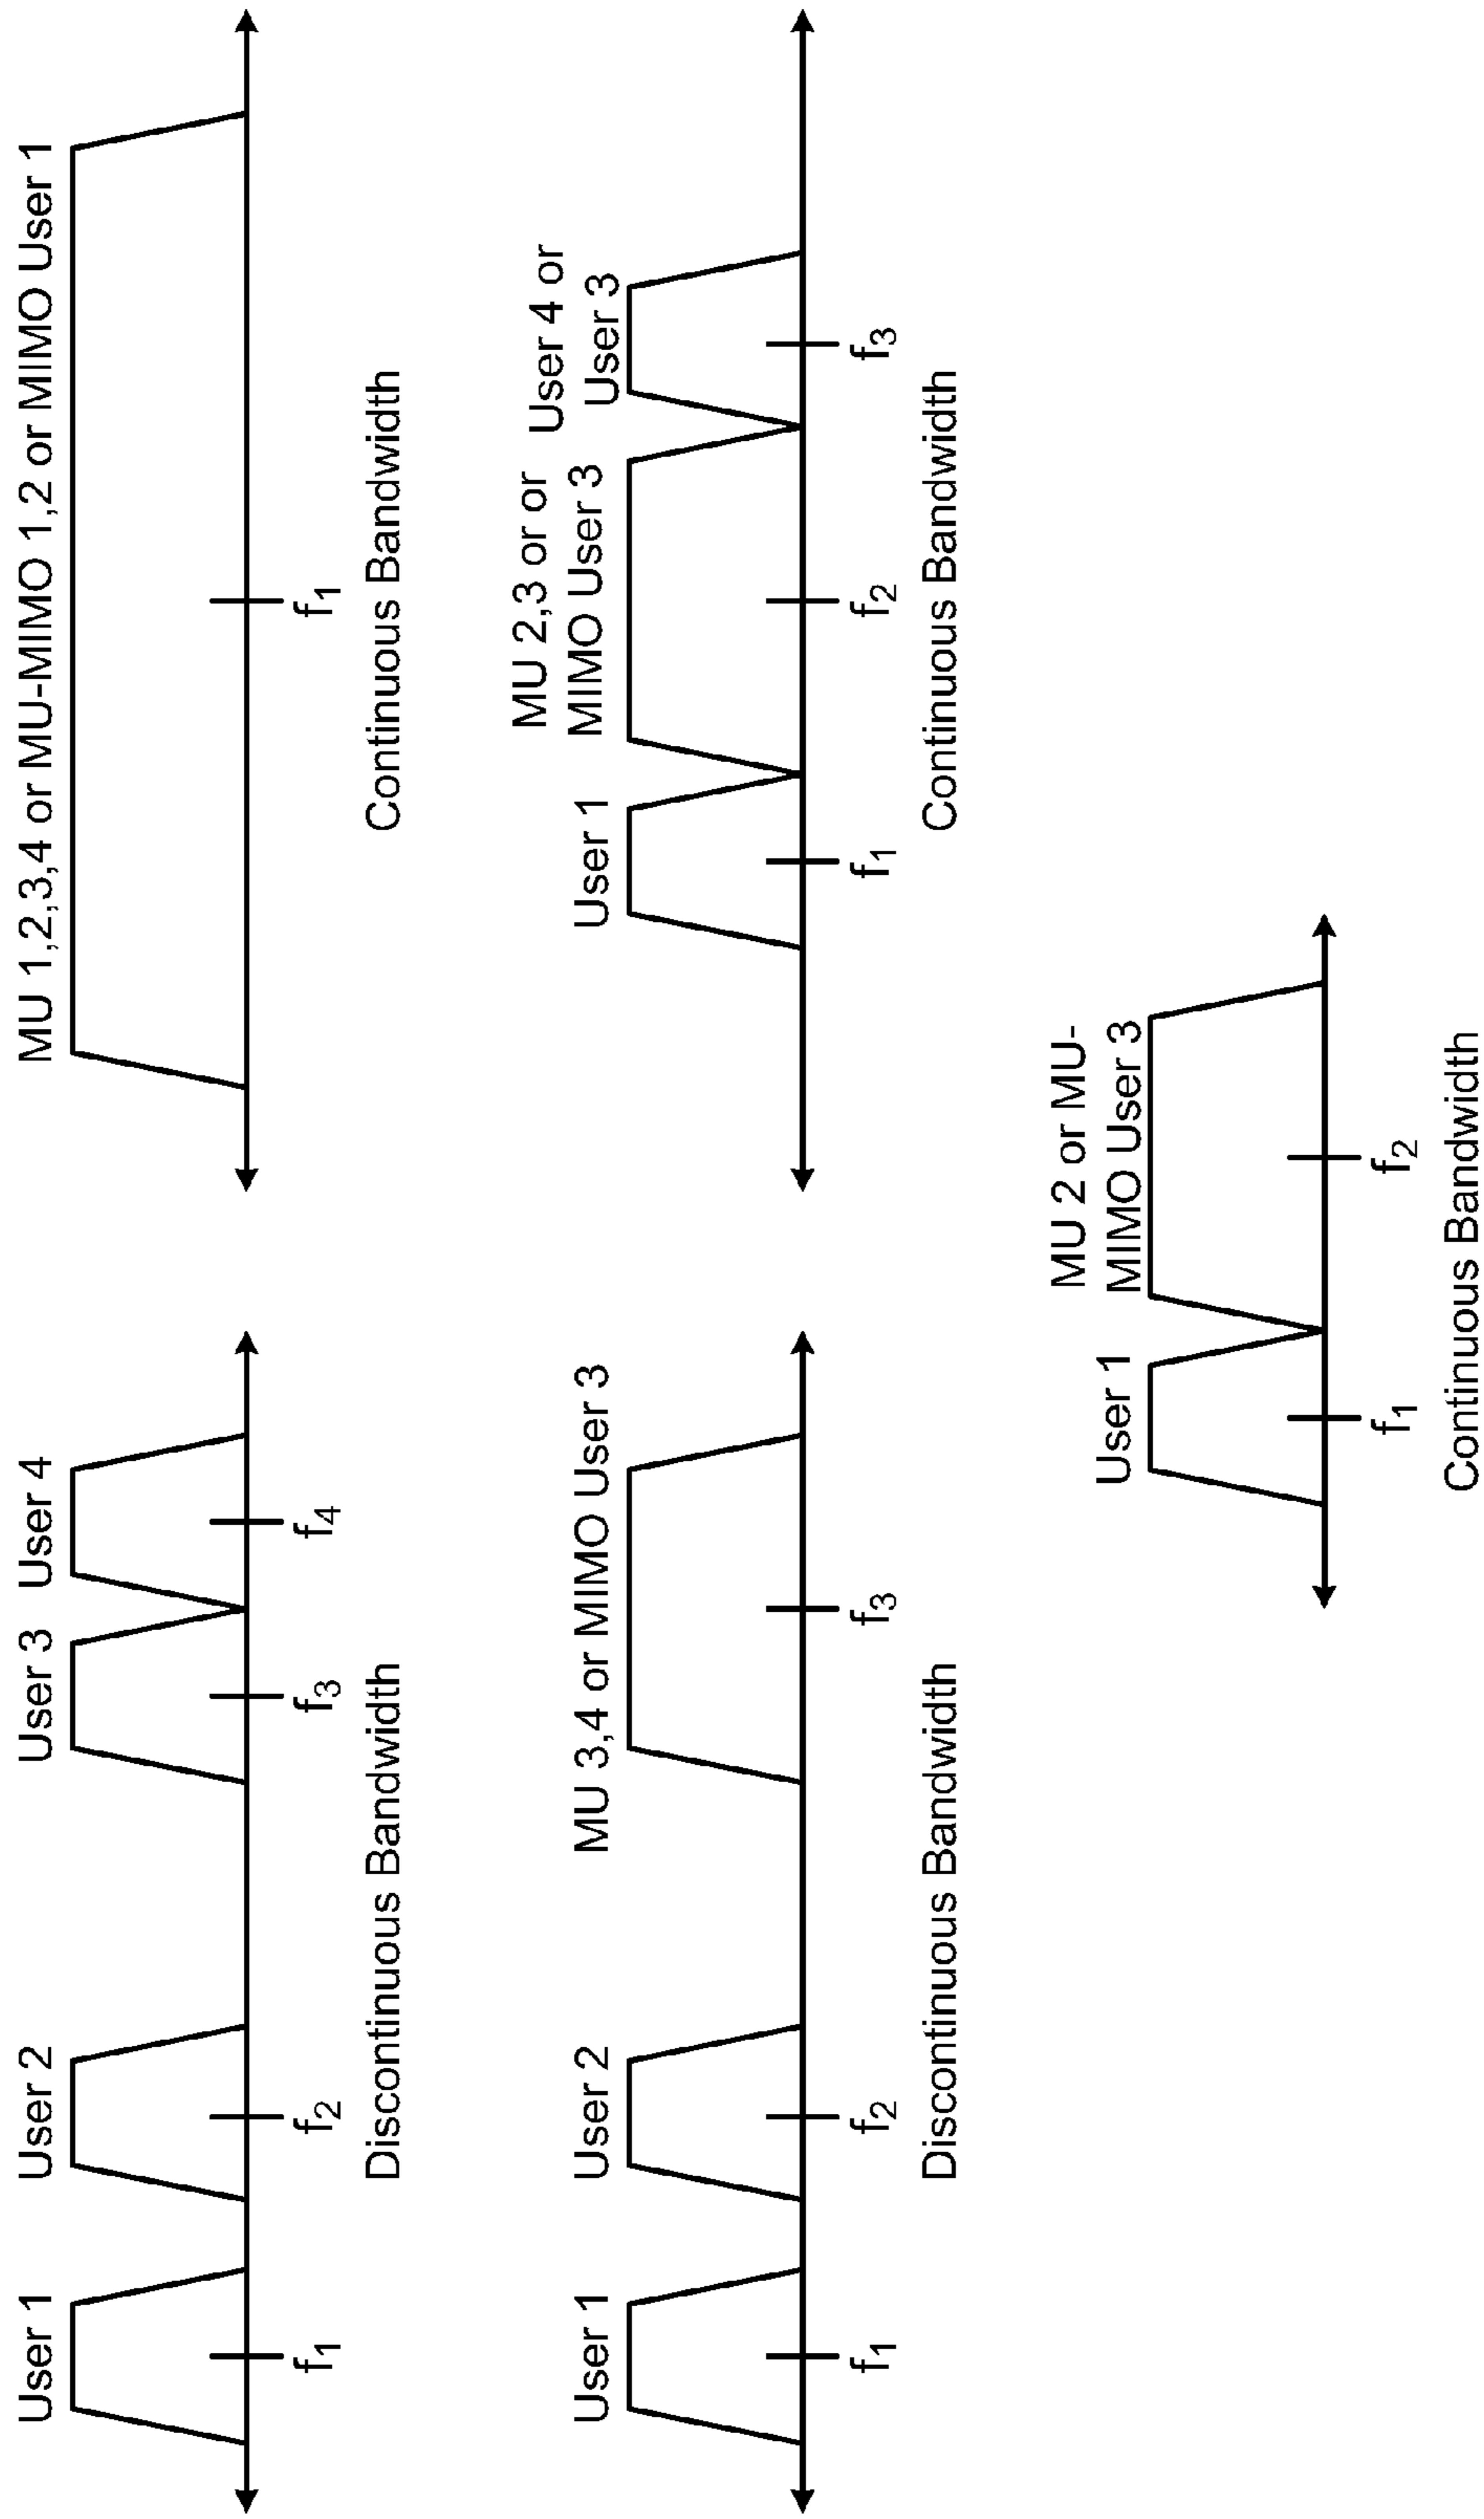 User 1
User 2
User 3
User 4
f1
f2
f3
f4
Discontinuous Bandwidth
MU 1,2,3,4 or MU-MIMO 1,2 or MIMO User 1
f1
Continuous Bandwidth
User 1
User 2
MU 3,4 or MIMO User 3
f1
f2
f3
Discontinuous Bandwidth
User 1
MU 2,3 or or
MIMO User 3
User 4 or
User 3
f1
f2
f3
Continuous Bandwidth
User 1
MU 2 or MU-
MIMO User 3
f1
f2
Continuous Bandwidth